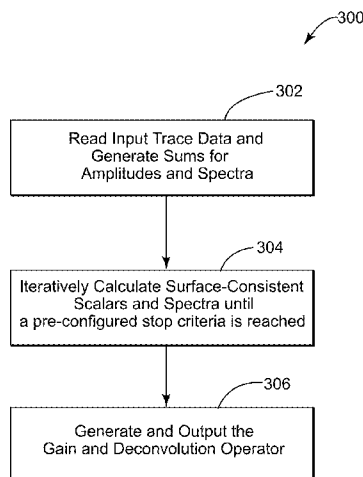 300
302
Read Input Trace Data and
Generate Sums for
Amplitudes and Spectra
304
Iteratively Calculate Surface-Consistent
Scalars and Spectra until
a pre-configured stop criteria is reached
306
Generate and Output the
Gain and Deconvolution Operator